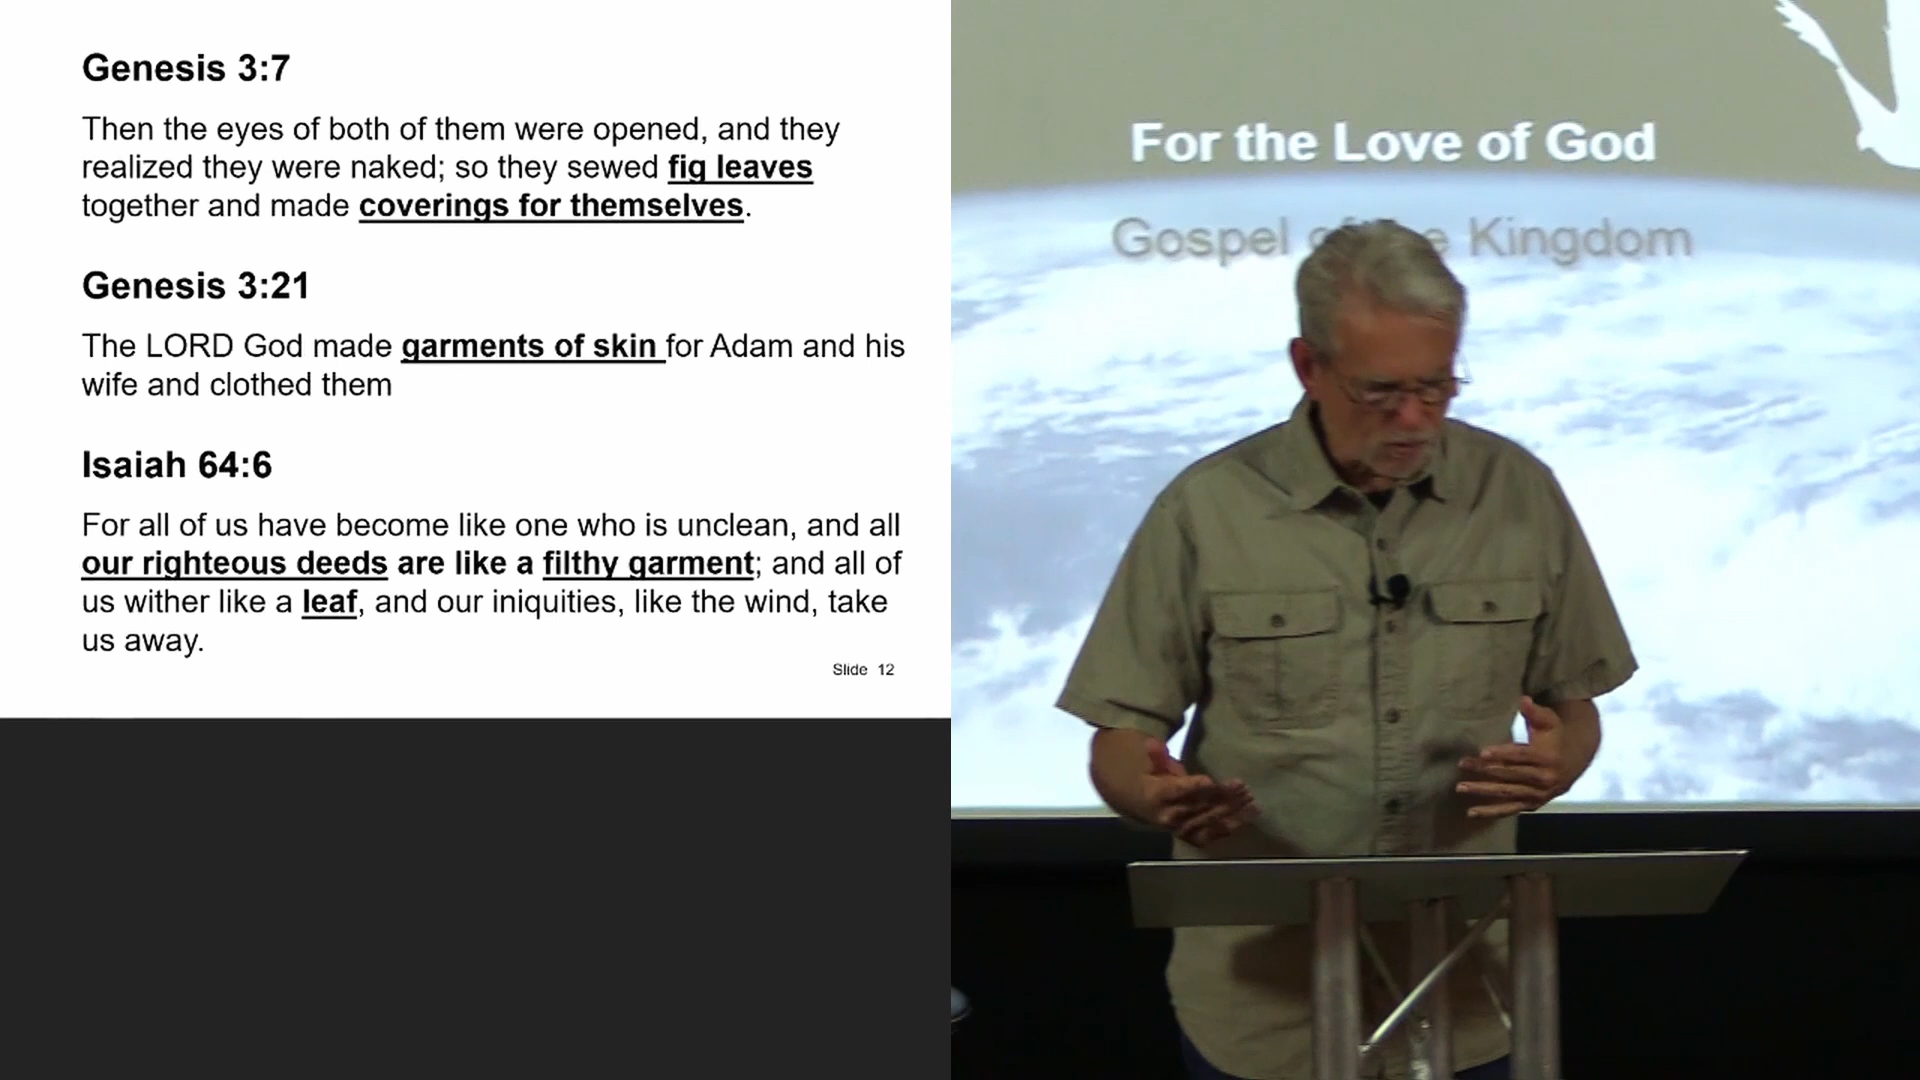 Genesis 3:7
Then the eyes of both of them were opened, and they
realized they were naked; so they sewed fig leaves
together and made coverings for themselves.
Genesis 3:21
The LORD God made garments of skin for Adam and his
wife and clothed them
Isaiah 64:6
For all of us have become like one who is unclean, and all
our righteous deeds are like a filthy garment; and all of
us wither like a leaf, and our iniquities, like the wind, take
us away.
Slide 12
For the Love of God
Gospel of the Kingdom